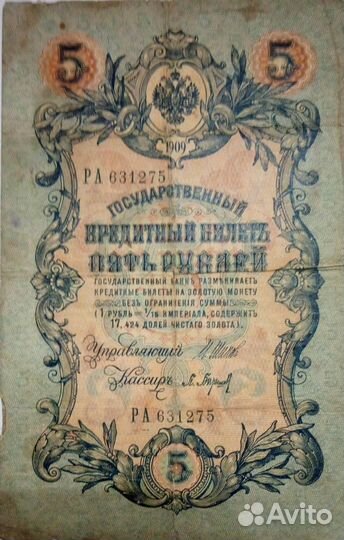 5 5
1909
РА 631275
ГОСУДАРСТВЕННЫЙ
КРЕДИТНЫЙ БИЛЕТЪ
ПЯТЬ РУБЛЕЙ
ГОСУДАРСТВЕННЫЙ БАНКЪ РАЗМѢНИВАЕТЪ
КРЕДИТНЫЕ БИЛЕТЫ НА ЗОЛОТУЮ МОНЕТУ
БЕЗЪ ОГРАНИЧЕНІЯ СУММЫ
(1 РУБЛЬ = 1/15 ИМПЕРІАЛА, СОДЕРЖИТЪ
17,424 ДОЛЕЙ ЧИСТАГО ЗОЛОТА).
Управляющій
Кассиръ
РА 631275
5
Avito